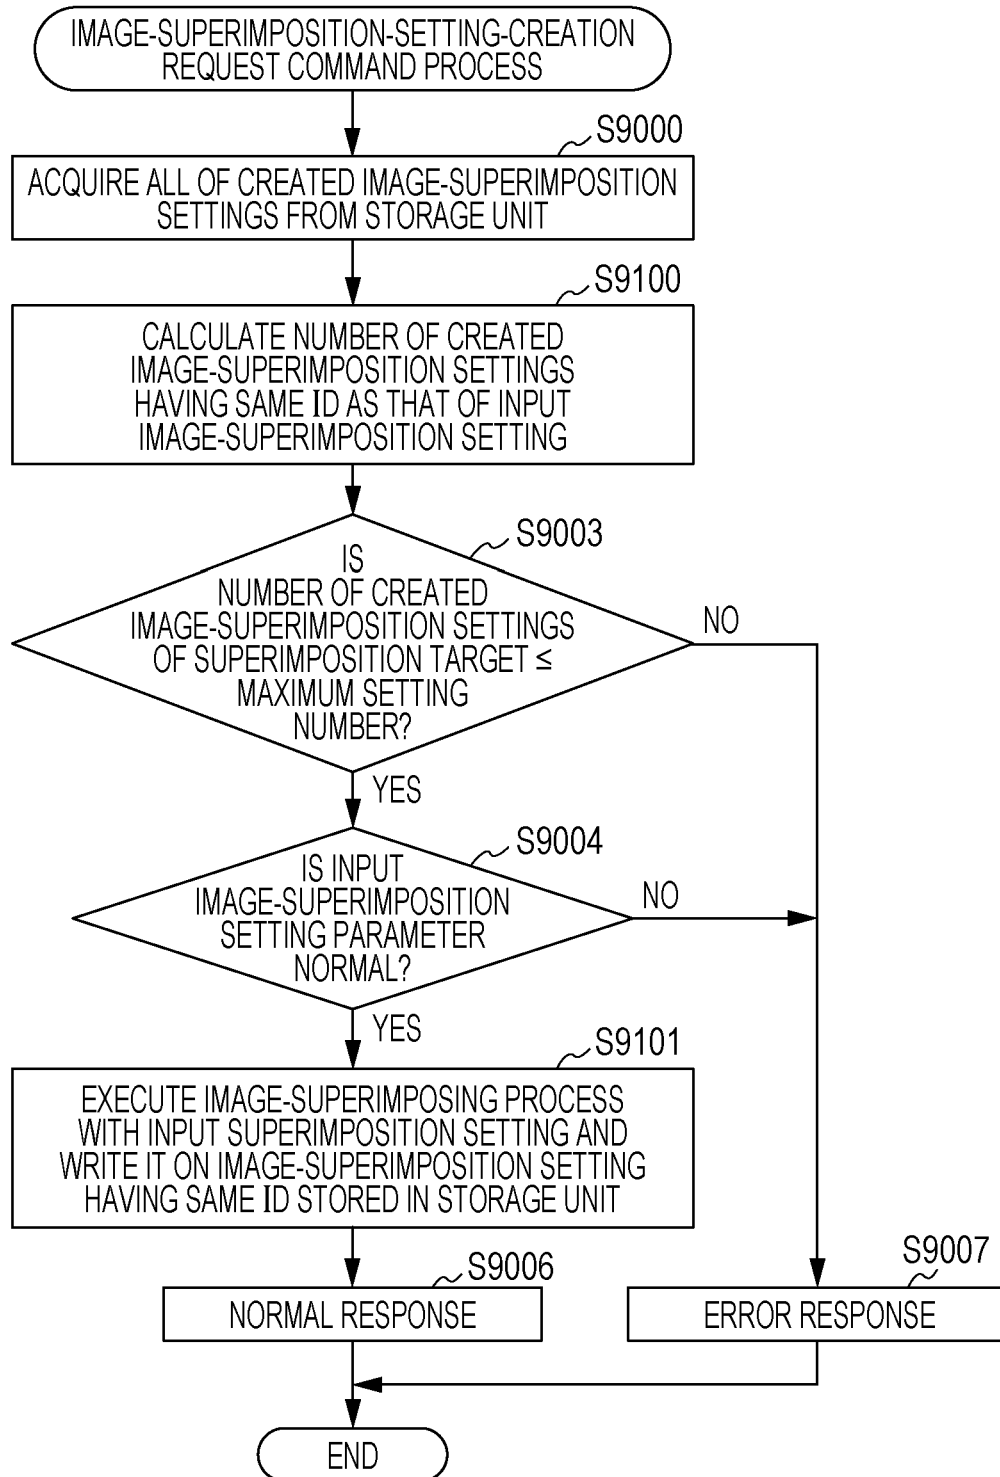 IMAGE-SUPERIMPOSITION-SETTING-CREATION
REQUEST COMMAND PROCESS
S9000
ACQUIRE ALL OF CREATED IMAGE-SUPERIMPOSITION
SETTINGS FROM STORAGE UNIT
S9100
CALCULATE NUMBER OF CREATED
IMAGE-SUPERIMPOSITION SETTINGS
HAVING SAME ID AS THAT OF INPUT
IMAGE-SUPERIMPOSITION SETTING
S9003
IS
NUMBER OF CREATED
IMAGE-SUPERIMPOSITION SETTINGS
OF SUPERIMPOSITION TARGET ≤
MAXIMUM SETTING
NUMBER?
NO
YES
S9004
IS INPUT
IMAGE-SUPERIMPOSITION
SETTING PARAMETER
NORMAL?
NO
YES
S9101
EXECUTE IMAGE-SUPERIMPOSING PROCESS
WITH INPUT SUPERIMPOSITION SETTING AND
WRITE IT ON IMAGE-SUPERIMPOSITION SETTING
HAVING SAME ID STORED IN STORAGE UNIT
S9006
NORMAL RESPONSE
S9007
ERROR RESPONSE
END